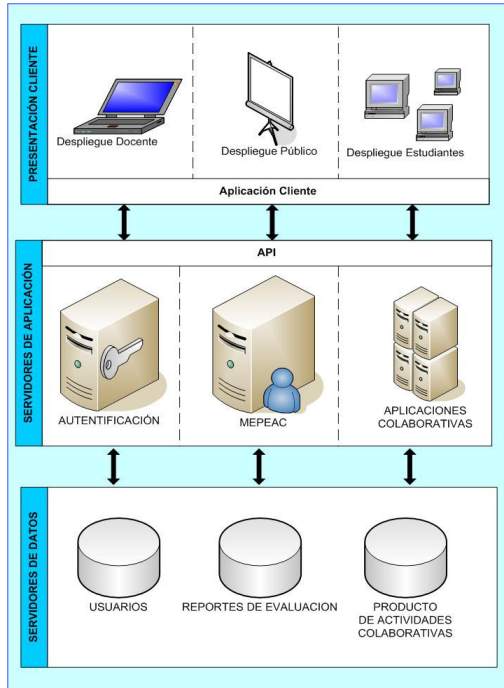 PRESENTACIÓN CLIENTE
Despliegue Docente
Despliegue Público
Despliegue Estudiantes
Aplicación Cliente
SERVIDORES DE APLICACIÓN
API
AUTENTIFICACIÓN
MEPEAC
APLICACIONES
COLABORATIVAS
SERVIDORES DE DATOS
USUARIOS
REPORTES DE EVALUACION
PRODUCTO
DE ACTIVIDADES
COLABORATIVAS